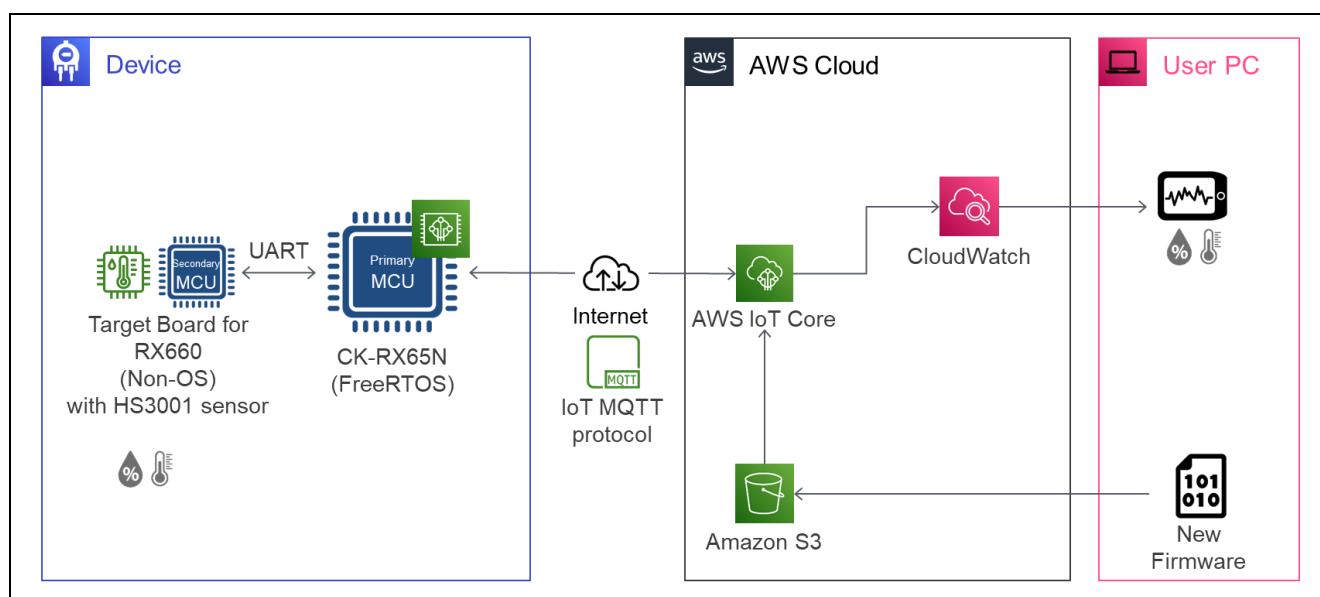 Device
aws
AWS Cloud
User PC
Secondary
MCU
UART
Primary
MCU
Target Board for
RX660
(Non-OS)
with HS3001 sensor
%
CK-RX65N
(FreeRTOS)
Internet
MQTT
IoT MQTT
protocol
AWS IoT Core
CloudWatch
%
Amazon S3
101
010
New
Firmware